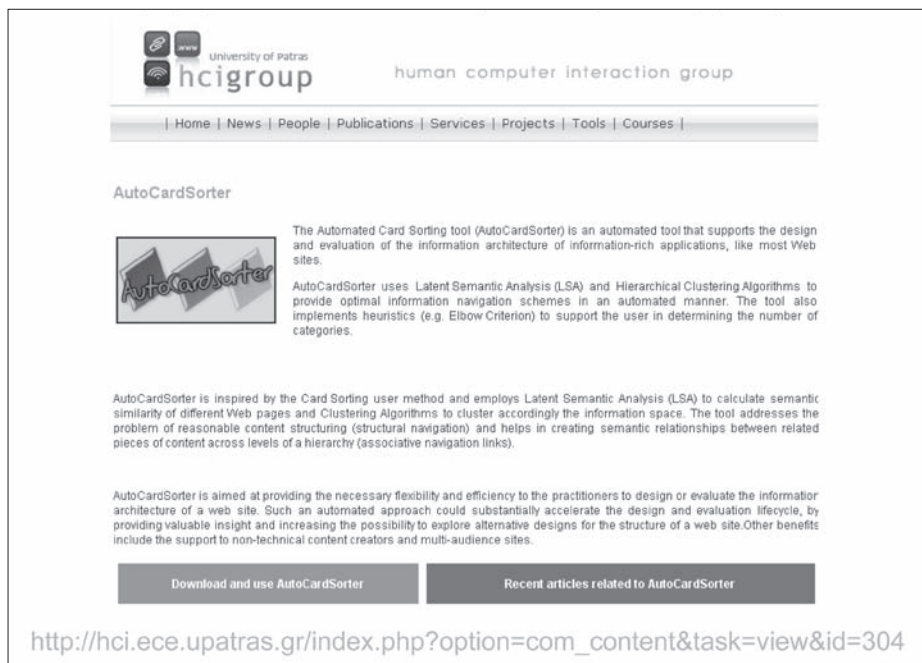 University of Patras
.www
hcigroup
human computer interaction group
| Home | News | People | Publications | Services | Projects | Tools | Courses |
AutoCardSorter
AutoCardSorter
The Automated Card Sorting tool (AutoCardSorter) is an automated tool that supports the design
and evaluation of the information architecture of information-rich applications, like most Web
sites.
AutoCardSorter uses Latent Semantic Analysis (LSA) and Hierarchical Clustering Algorithms to
provide optimal information navigation schemes in an automated manner. The tool also
implements heuristics (e.g. Elbow Criterion) to support the user in determining the number of
categories.
AutoCardSorter is inspired by the Card Sorting user method and employs Latent Semantic Analysis (LSA) to calculate semantic
similarity of different Web pages and Clustering Algorithms to cluster accordingly the information space. The tool addresses the
problem of reasonable content structuring (structural navigation) and helps in creating semantic relationships between related
pieces of content across levels of a hierarchy (associative navigation links).
AutoCardSorter is aimed at providing the necessary flexibility and efficiency to the practitioners to design or evaluate the information
architecture of a web site. Such an automated approach could substantially accelerate the design and evaluation lifecycle, by
providing valuable insight and increasing the possibility to explore alternative designs for the structure of a web site.Other benefits
include the support to non-technical content creators and multi-audience sites.
Download and use AutoCardSorter
Recent articles related to AutoCardSorter
http://hci.ece.upatras.gr/index.php?option=com_content&task=view&id=304